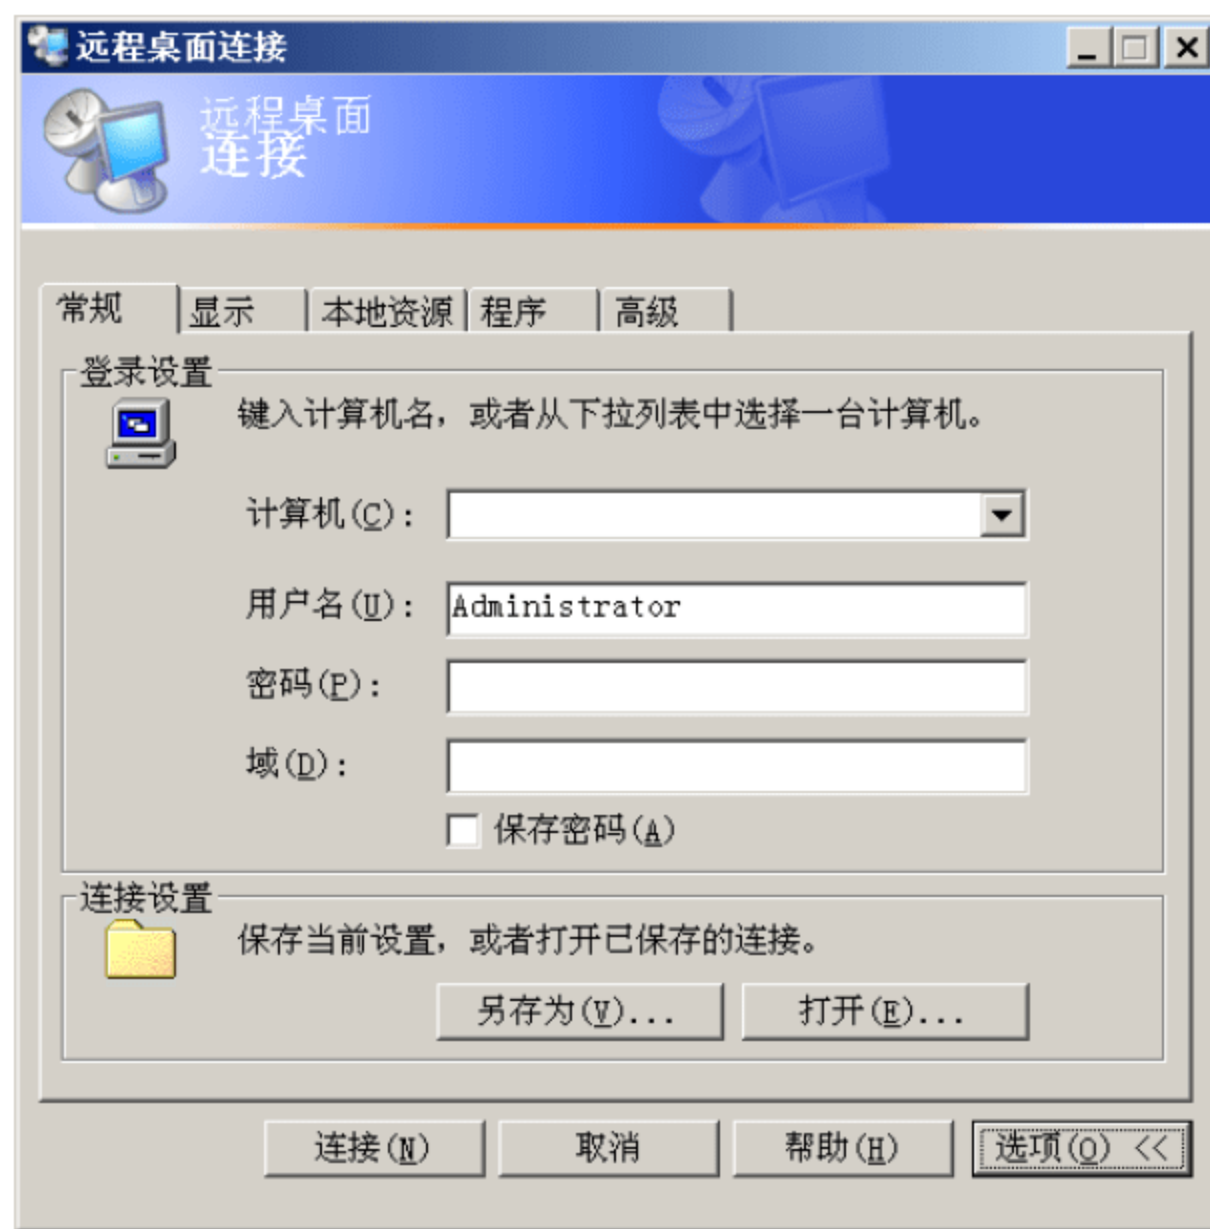 远程桌面连接
远程桌面
连接
常规 显示 本地资源 程序 高级
登录设置
键入计算机名，或者从下拉列表中选择一台计算机。
计算机(C)：
用户名(U)： Administrator
密码(P)：
域(D)：
保存密码(A)
连接设置
保存当前设置，或者打开已保存的连接。
另存为(V)... 打开(E)...
连接(N) 取消 帮助(H) 选项(O) <<